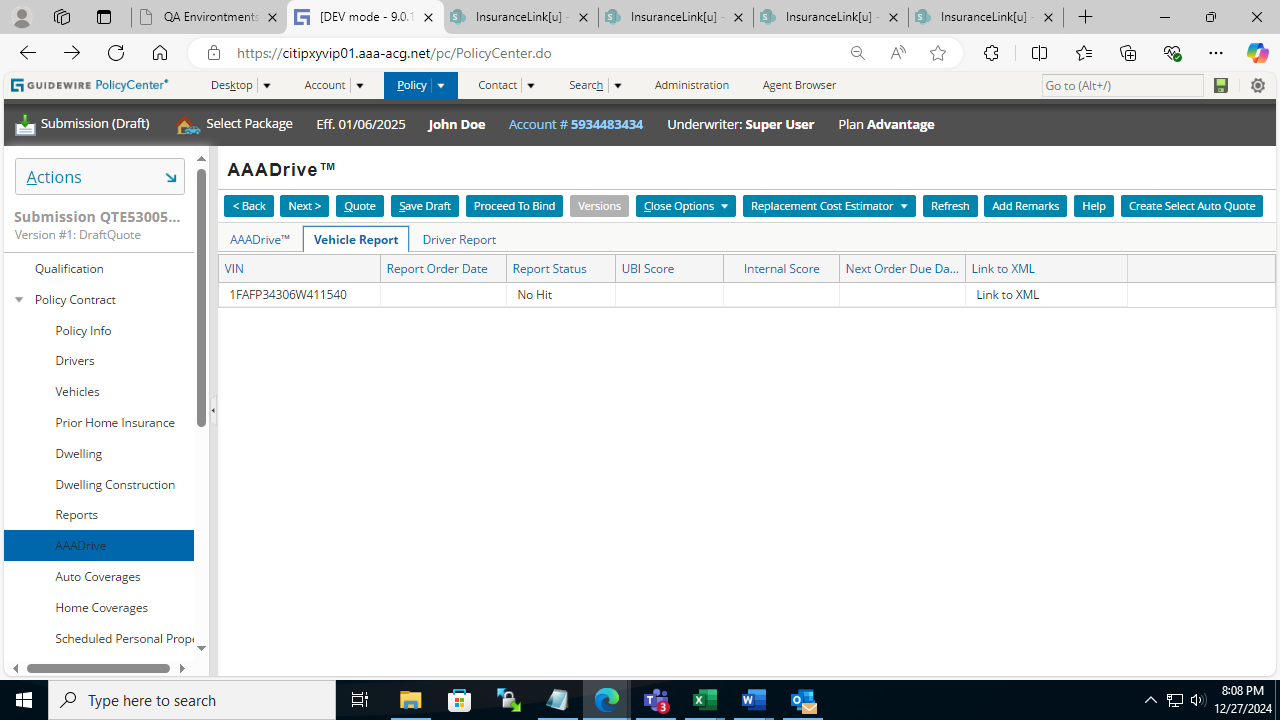 QA Environments
[DEV mode - 9.0.1
InsuranceLink[u] -
InsuranceLink[u] -
InsuranceLink[u] -
InsuranceLink[u] -
https://citipxyvip01.aaa-acg.net/pc/PolicyCenter.do
GUIDEWIRE PolicyCenter®
Desktop
Account
Policy
Contact
Search
Administration
Agent Browser
Go to (Alt+/)
Submission (Draft)
Select Package
Eff. 01/06/2025
John Doe
Account # 5934483434
Underwriter: Super User
Plan Advantage
Actions
Submission QTE53005...
Version #1: DraftQuote
Qualification
Policy Contract
Policy Info
Drivers
Vehicles
Prior Home Insurance
Dwelling
Dwelling Construction
Reports
AAADrive
Auto Coverages
Home Coverages
Scheduled Personal Prope
AAADrive™
< Back
Next >
Quote
Save Draft
Proceed To Bind
Versions
Close Options
Replacement Cost Estimator
Refresh
Add Remarks
Help
Create Select Auto Quote
AAADrive™
Vehicle Report
Driver Report
VIN
Report Order Date
Report Status
UBI Score
Internal Score
Next Order Due Da...
Link to XML
1FAFP34306W411540
No Hit
Link to XML
Type here to search
3
8:08 PM
12/27/2024